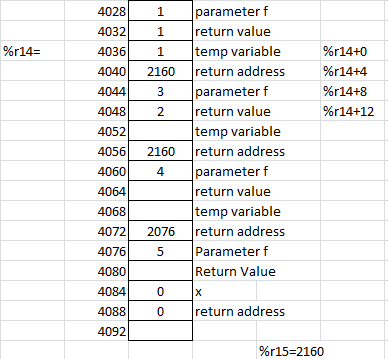 4028 1 parameter f
4032 1 return value
%r14= 4036 1 temp variable %r14+0
4040 2160 return address %r14+4
4044 3 parameter f %r14+8
4048 2 return value %r14+12
4052 temp variable
4056 2160 return address
4060 4 parameter f
4064 return value
4068 temp variable
4072 2076 return address
4076 5 Parameter f
4080 Return Value
4084 0 x
4088 0 return address
4092
%r15=2160